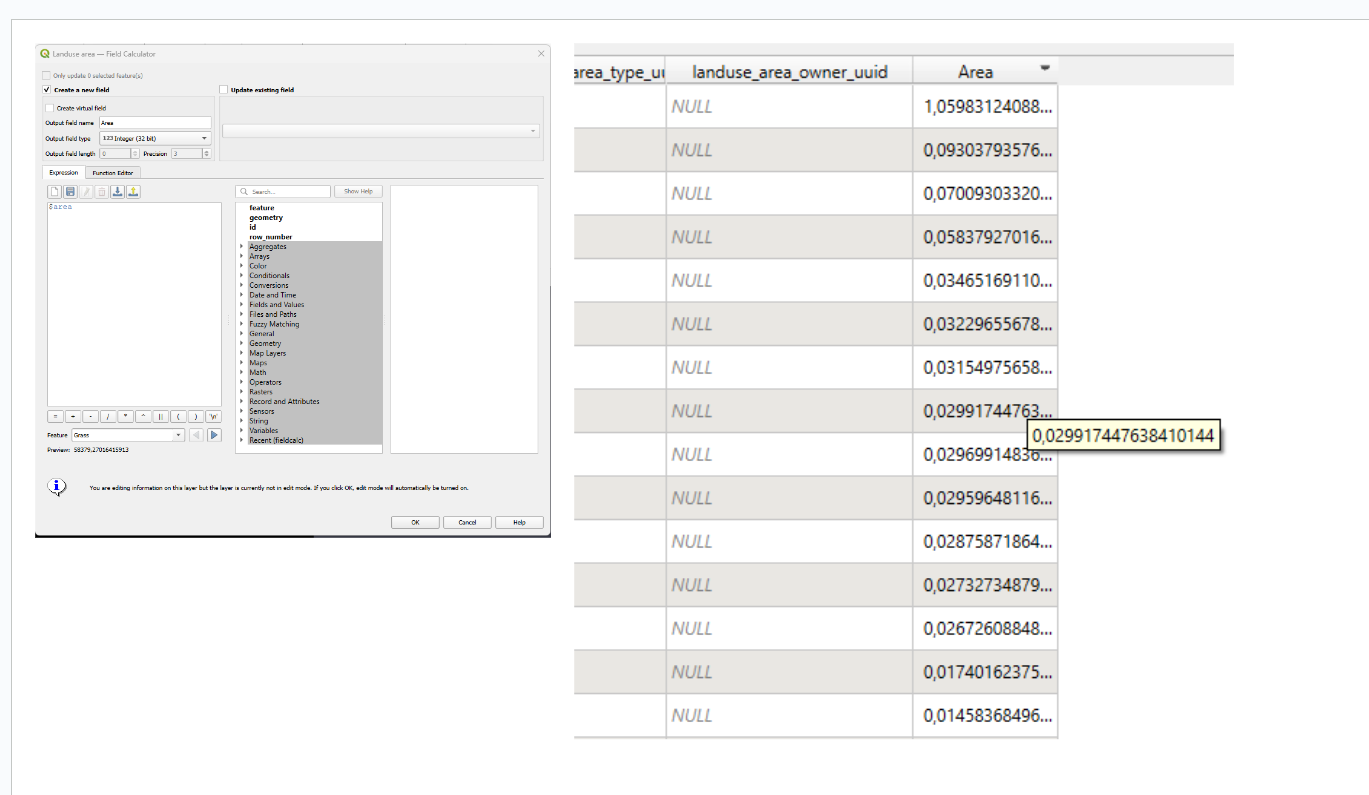 Landuse area — Field Calculator
Only update 0 selected feature(s)
Create a new field
Update existing field
Create virtual field
Output field name Area
Output field type 123 Integer (32 bit)
Output field length 0 Precision 3
Expression Function Editor
Search... Show Help
$area
feature
geometry
id
row_number
Aggregates
Arrays
Color
Conditionals
Conversions
Date and Time
Fields and Values
Files and Paths
Fuzzy Matching
General
Geometry
Map Layers
Maps
Math
Operators
Rasters
Record and Attributes
Sensors
String
Variables
Recent (fieldcalc)
= + - / * ^ || ( ) '\n'
Feature Grass
Preview: 58379,27016415913
You are editing information on this layer but the layer is currently not in edit mode. If you click OK, edit mode will automatically be turned on.
OK Cancel Help
area_type_u landuse_area_owner_uuid Area
NULL 1,05983124088...
NULL 0,09303793576...
NULL 0,07009303320...
NULL 0,05837927016...
NULL 0,03465169110...
NULL 0,03229655678...
NULL 0,03154975658...
NULL 0,02991744763...
0,029917447638410144
NULL 0,02969914836...
NULL 0,02959648116...
NULL 0,02875871864...
NULL 0,02732734879...
NULL 0,02672608848...
NULL 0,01740162375...
NULL 0,01458368496...